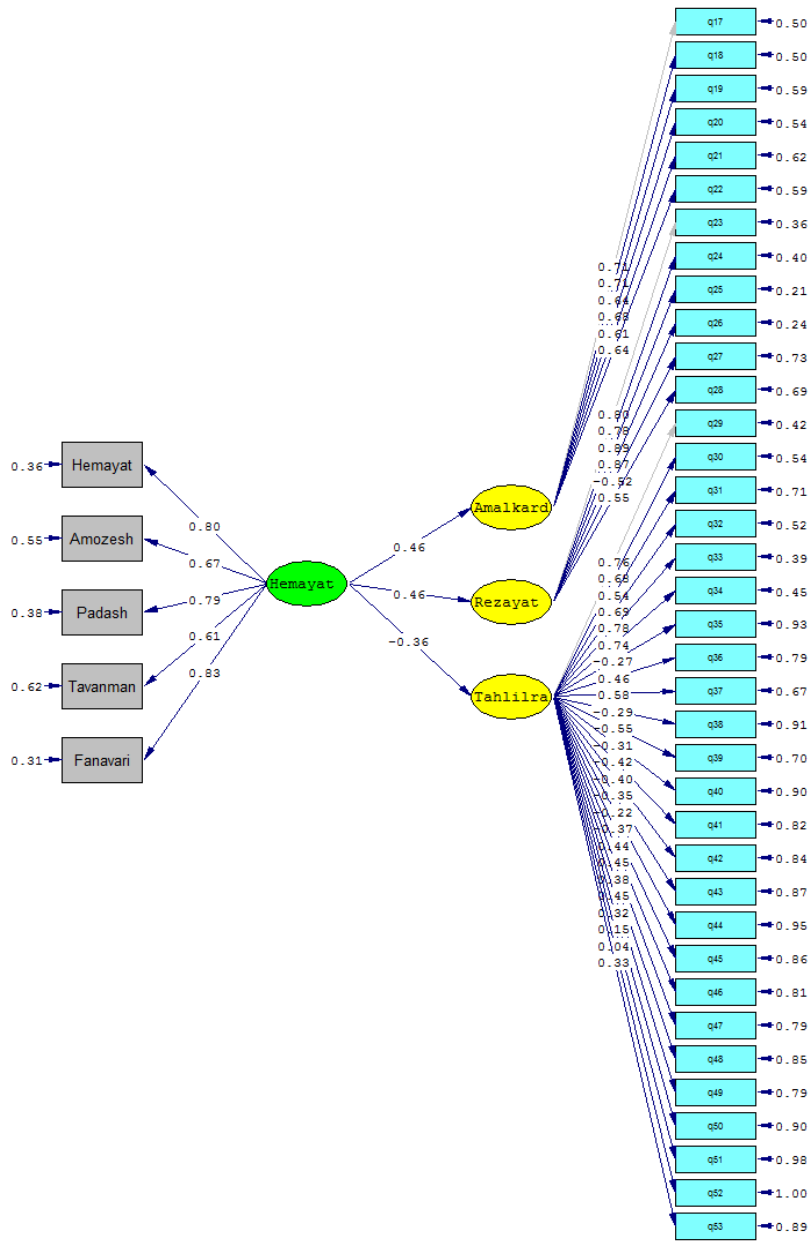 0.36 Hemayat
0.55 Amozesh
0.38 Padash
0.62 Tavanman
0.31 Fanavari
0.80
0.67
0.79
0.61
0.83
Hemayat
0.46
0.46
-0.36
Amalkard
Rezayat
Tahlilra
0.71
0.71
0.64
0.68
0.61
0.64
0.80
0.78
0.89
0.87
-0.52
0.55
0.76
0.68
0.54
0.69
0.78
0.74
-0.27
0.46
0.58
-0.29
-0.55
-0.31
-0.42
-0.40
-0.35
-0.22
-0.37
0.44
0.45
0.38
0.45
0.32
0.15
0.04
0.33
q17 0.50
q18 0.50
q19 0.59
q20 0.54
q21 0.62
q22 0.59
q23 0.36
q24 0.40
q25 0.21
q26 0.24
q27 0.73
q28 0.69
q29 0.42
q30 0.54
q31 0.71
q32 0.52
q33 0.39
q34 0.45
q35 0.93
q36 0.79
q37 0.67
q38 0.91
q39 0.70
q40 0.90
q41 0.82
q42 0.84
q43 0.87
q44 0.95
q45 0.86
q46 0.81
q47 0.79
q48 0.85
q49 0.79
q50 0.90
q51 0.98
q52 1.00
q53 0.89